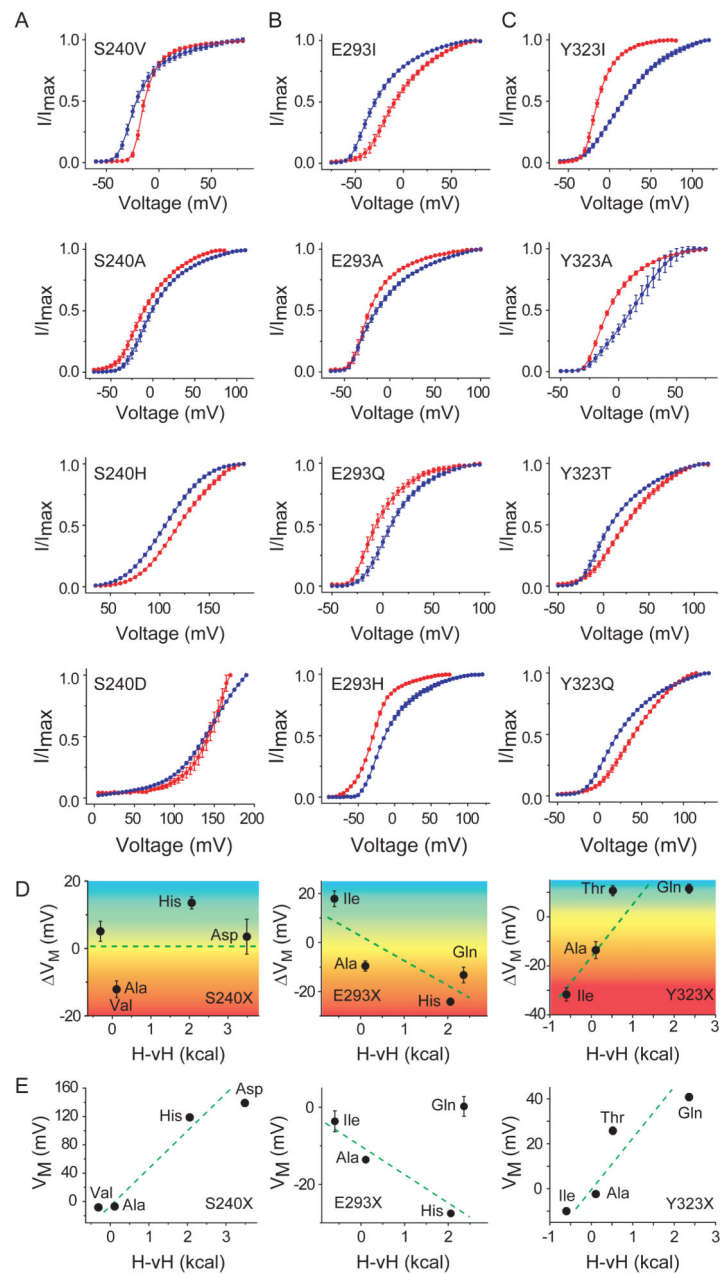 A
B
C
S240V
E293I
Y323I
I/Imax
1.0
0.5
0.0
-50 0 50
Voltage (mV)
I/Imax
1.0
0.5
0.0
-75 -50 -25 0 25 50 75
Voltage (mV)
I/Imax
1.0
0.5
0.0
-50 0 50 100
Voltage (mV)
S240A
E293A
Y323A
I/Imax
1.0
0.5
0.0
-50 0 50 100
Voltage (mV)
I/Imax
1.0
0.5
0.0
-50 0 50 100
Voltage (mV)
I/Imax
1.0
0.5
0.0
-50 0 50
Voltage (mV)
S240H
E293Q
Y323T
I/Imax
1.0
0.5
0.0
50 100 150
Voltage (mV)
I/Imax
1.0
0.5
0.0
-50 0 50 100
Voltage (mV)
I/Imax
1.0
0.5
0.0
-50 0 50 100
Voltage (mV)
S240D
E293H
Y323Q
I/Imax
1.0
0.5
0.0
0 50 100 150 190
Voltage (mV)
I/Imax
1.0
0.5
0.0
-50 0 50 100
Voltage (mV)
I/Imax
1.0
0.5
0.0
-50 0 50 100
Voltage (mV)
D
ΔVM (mV)
20
0
-20
His
Asp
Ala
Val
S240X
0 1 2 3
H-vH (kcal)
ΔVM (mV)
20
0
-20
Ile
Ala
Gln
His
E293X
0 1 2
H-vH (kcal)
ΔVM (mV)
0
-20
-40
Thr
Gln
Ala
Ile
Y323X
-1 0 1 2 3
H-vH (kcal)
E
VM (mV)
160
120
80
40
0
Asp
His
Val
Ala
S240X
0 1 2 3
H-vH (kcal)
VM (mV)
0
-20
Ile
Gln
Ala
His
E293X
0 1 2
H-vH (kcal)
VM (mV)
40
20
0
Gln
Thr
Ile
Ala
Y323X
-1 0 1 2 3
H-vH (kcal)